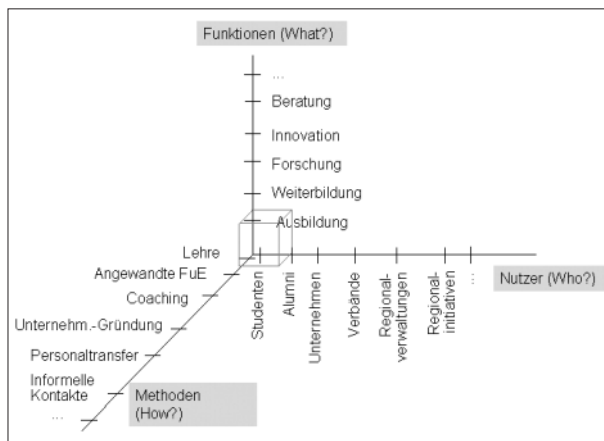 Funktionen (What?)
...
Beratung
Innovation
Forschung
Weiterbildung
Ausbildung
Lehre
Angewandte FuE
Coaching
Unternehm.-Gründung
Personaltransfer
Informelle
Kontakte
...
Methoden
(How?)
Studenten
Alumni
Unternehmen
Verbände
Regional-
verwaltungen
Regional-
initiativen
...
Nutzer (Who?)